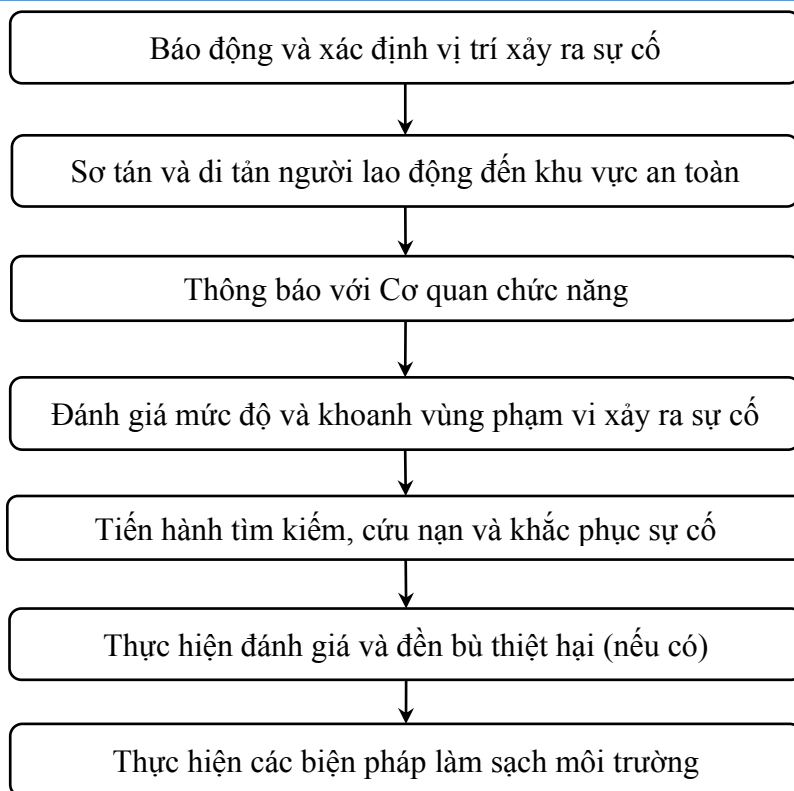 Báo động và xác định vị trí xảy ra sự cố
Sơ tán và di tản người lao động đến khu vực an toàn
Thông báo với Cơ quan chức năng
Đánh giá mức độ và khoanh vùng phạm vi xảy ra sự cố
Tiến hành tìm kiếm, cứu nạn và khắc phục sự cố
Thực hiện đánh giá và đền bù thiệt hại (nếu có)
Thực hiện các biện pháp làm sạch môi trường